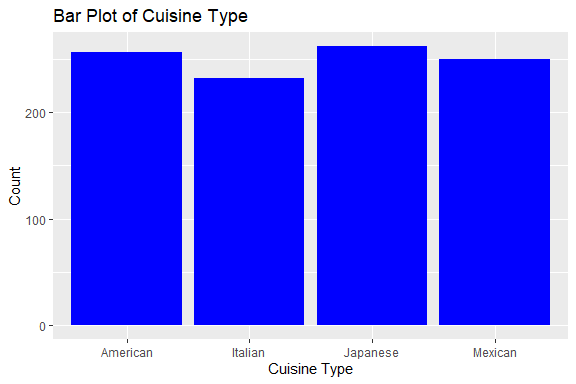 Bar Plot of Cuisine Type
Count
200
100
0
American Italian Japanese Mexican
Cuisine Type